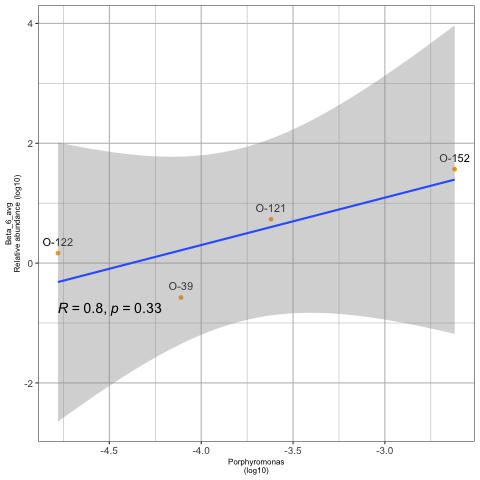 4
2
0
-2
Beta_6_avg
Relative abundance (log10)
O-152
O-121
O-122
O-39
R = 0.8, p = 0.33
-4.5
-4.0
-3.5
-3.0
Porphyromonas
(log10)